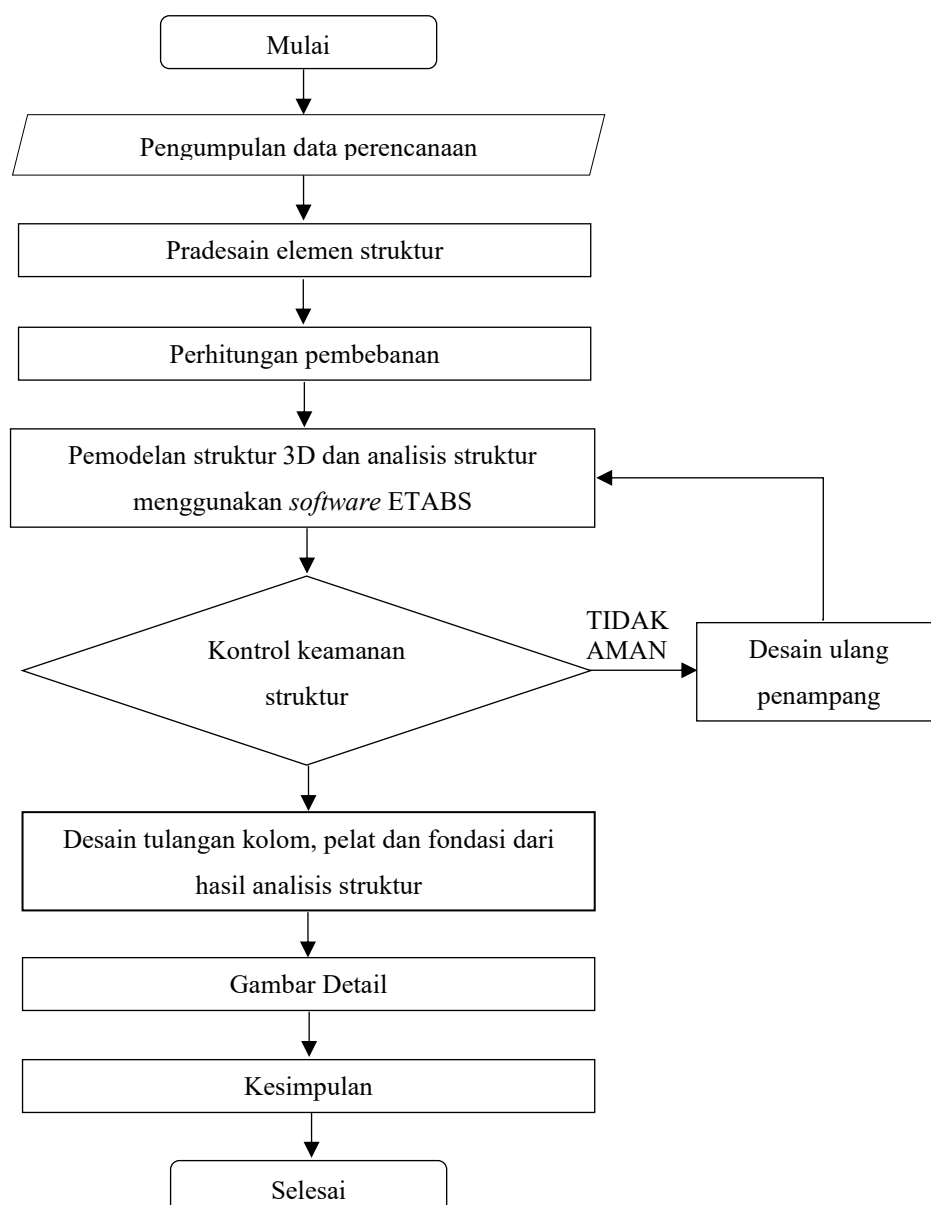 Mulai
Pengumpulan data perencanaan
Pradesain elemen struktur
Perhitungan pembebanan
Pemodelan struktur 3D dan analisis struktur
menggunakan software ETABS
Kontrol keamanan
struktur
TIDAK
AMAN
Desain ulang
penampang
Desain tulangan kolom, pelat dan fondasi dari
hasil analisis struktur
Gambar Detail
Kesimpulan
Selesai